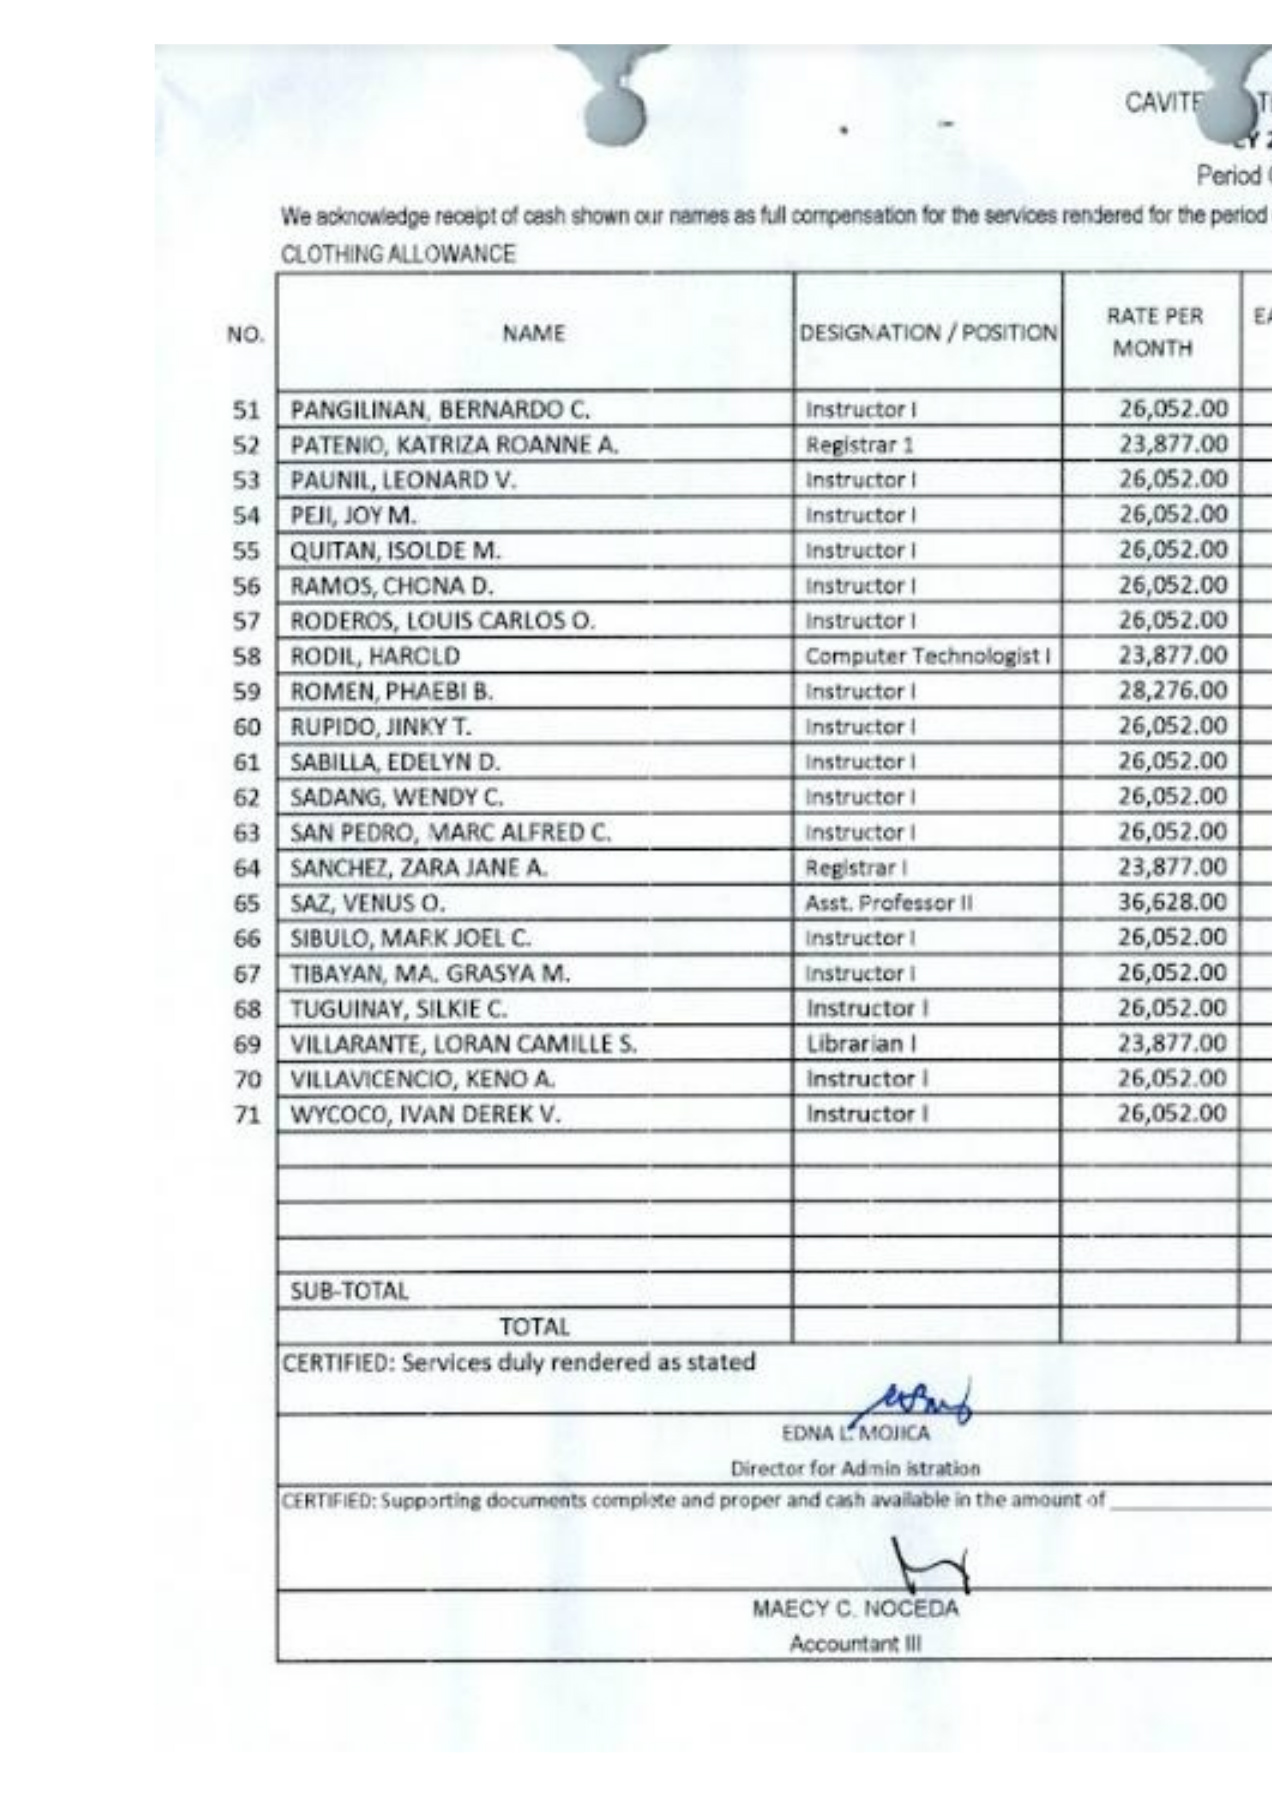 CAVITE
Period
We acknowledge receipt of cash shown our names as full compensation for the services rendered for the period
CLOTHING ALLOWANCE
NO. NAME DESIGNATION / POSITION RATE PER MONTH
51 PANGILINAN, BERNARDO C. Instructor I 26,052.00
52 PATENIO, KATRIZA ROANNE A. Registrar 1 23,877.00
53 PAUNIL, LEONARD V. Instructor I 26,052.00
54 PEJI, JOY M. Instructor I 26,052.00
55 QUITAN, ISOLDE M. Instructor I 26,052.00
56 RAMOS, CHONA D. Instructor I 26,052.00
57 RODEROS, LOUIS CARLOS O. Instructor I 26,052.00
58 RODIL, HAROLD Computer Technologist I 23,877.00
59 ROMEN, PHAEBI B. Instructor I 28,276.00
60 RUPIDO, JINKY T. Instructor I 26,052.00
61 SABILLA, EDELYN D. Instructor I 26,052.00
62 SADANG, WENDY C. Instructor I 26,052.00
63 SAN PEDRO, MARC ALFRED C. Instructor I 26,052.00
64 SANCHEZ, ZARA JANE A. Registrar I 23,877.00
65 SAZ, VENUS O. Asst. Professor II 36,628.00
66 SIBULO, MARK JOEL C. Instructor I 26,052.00
67 TIBAYAN, MA. GRASYA M. Instructor I 26,052.00
68 TUGUINAY, SILKIE C. Instructor I 26,052.00
69 VILLARANTE, LORAN CAMILLE S. Librarian I 23,877.00
70 VILLAVICENCIO, KENO A. Instructor I 26,052.00
71 WYCOCO, IVAN DEREK V. Instructor I 26,052.00
SUB-TOTAL
TOTAL
CERTIFIED: Services duly rendered as stated
EDNA L. MOJICA
Director for Admin istration
CERTIFIED: Supporting documents complete and proper and cash available in the amount of
MAECY C. NOCEDA
Accountant III